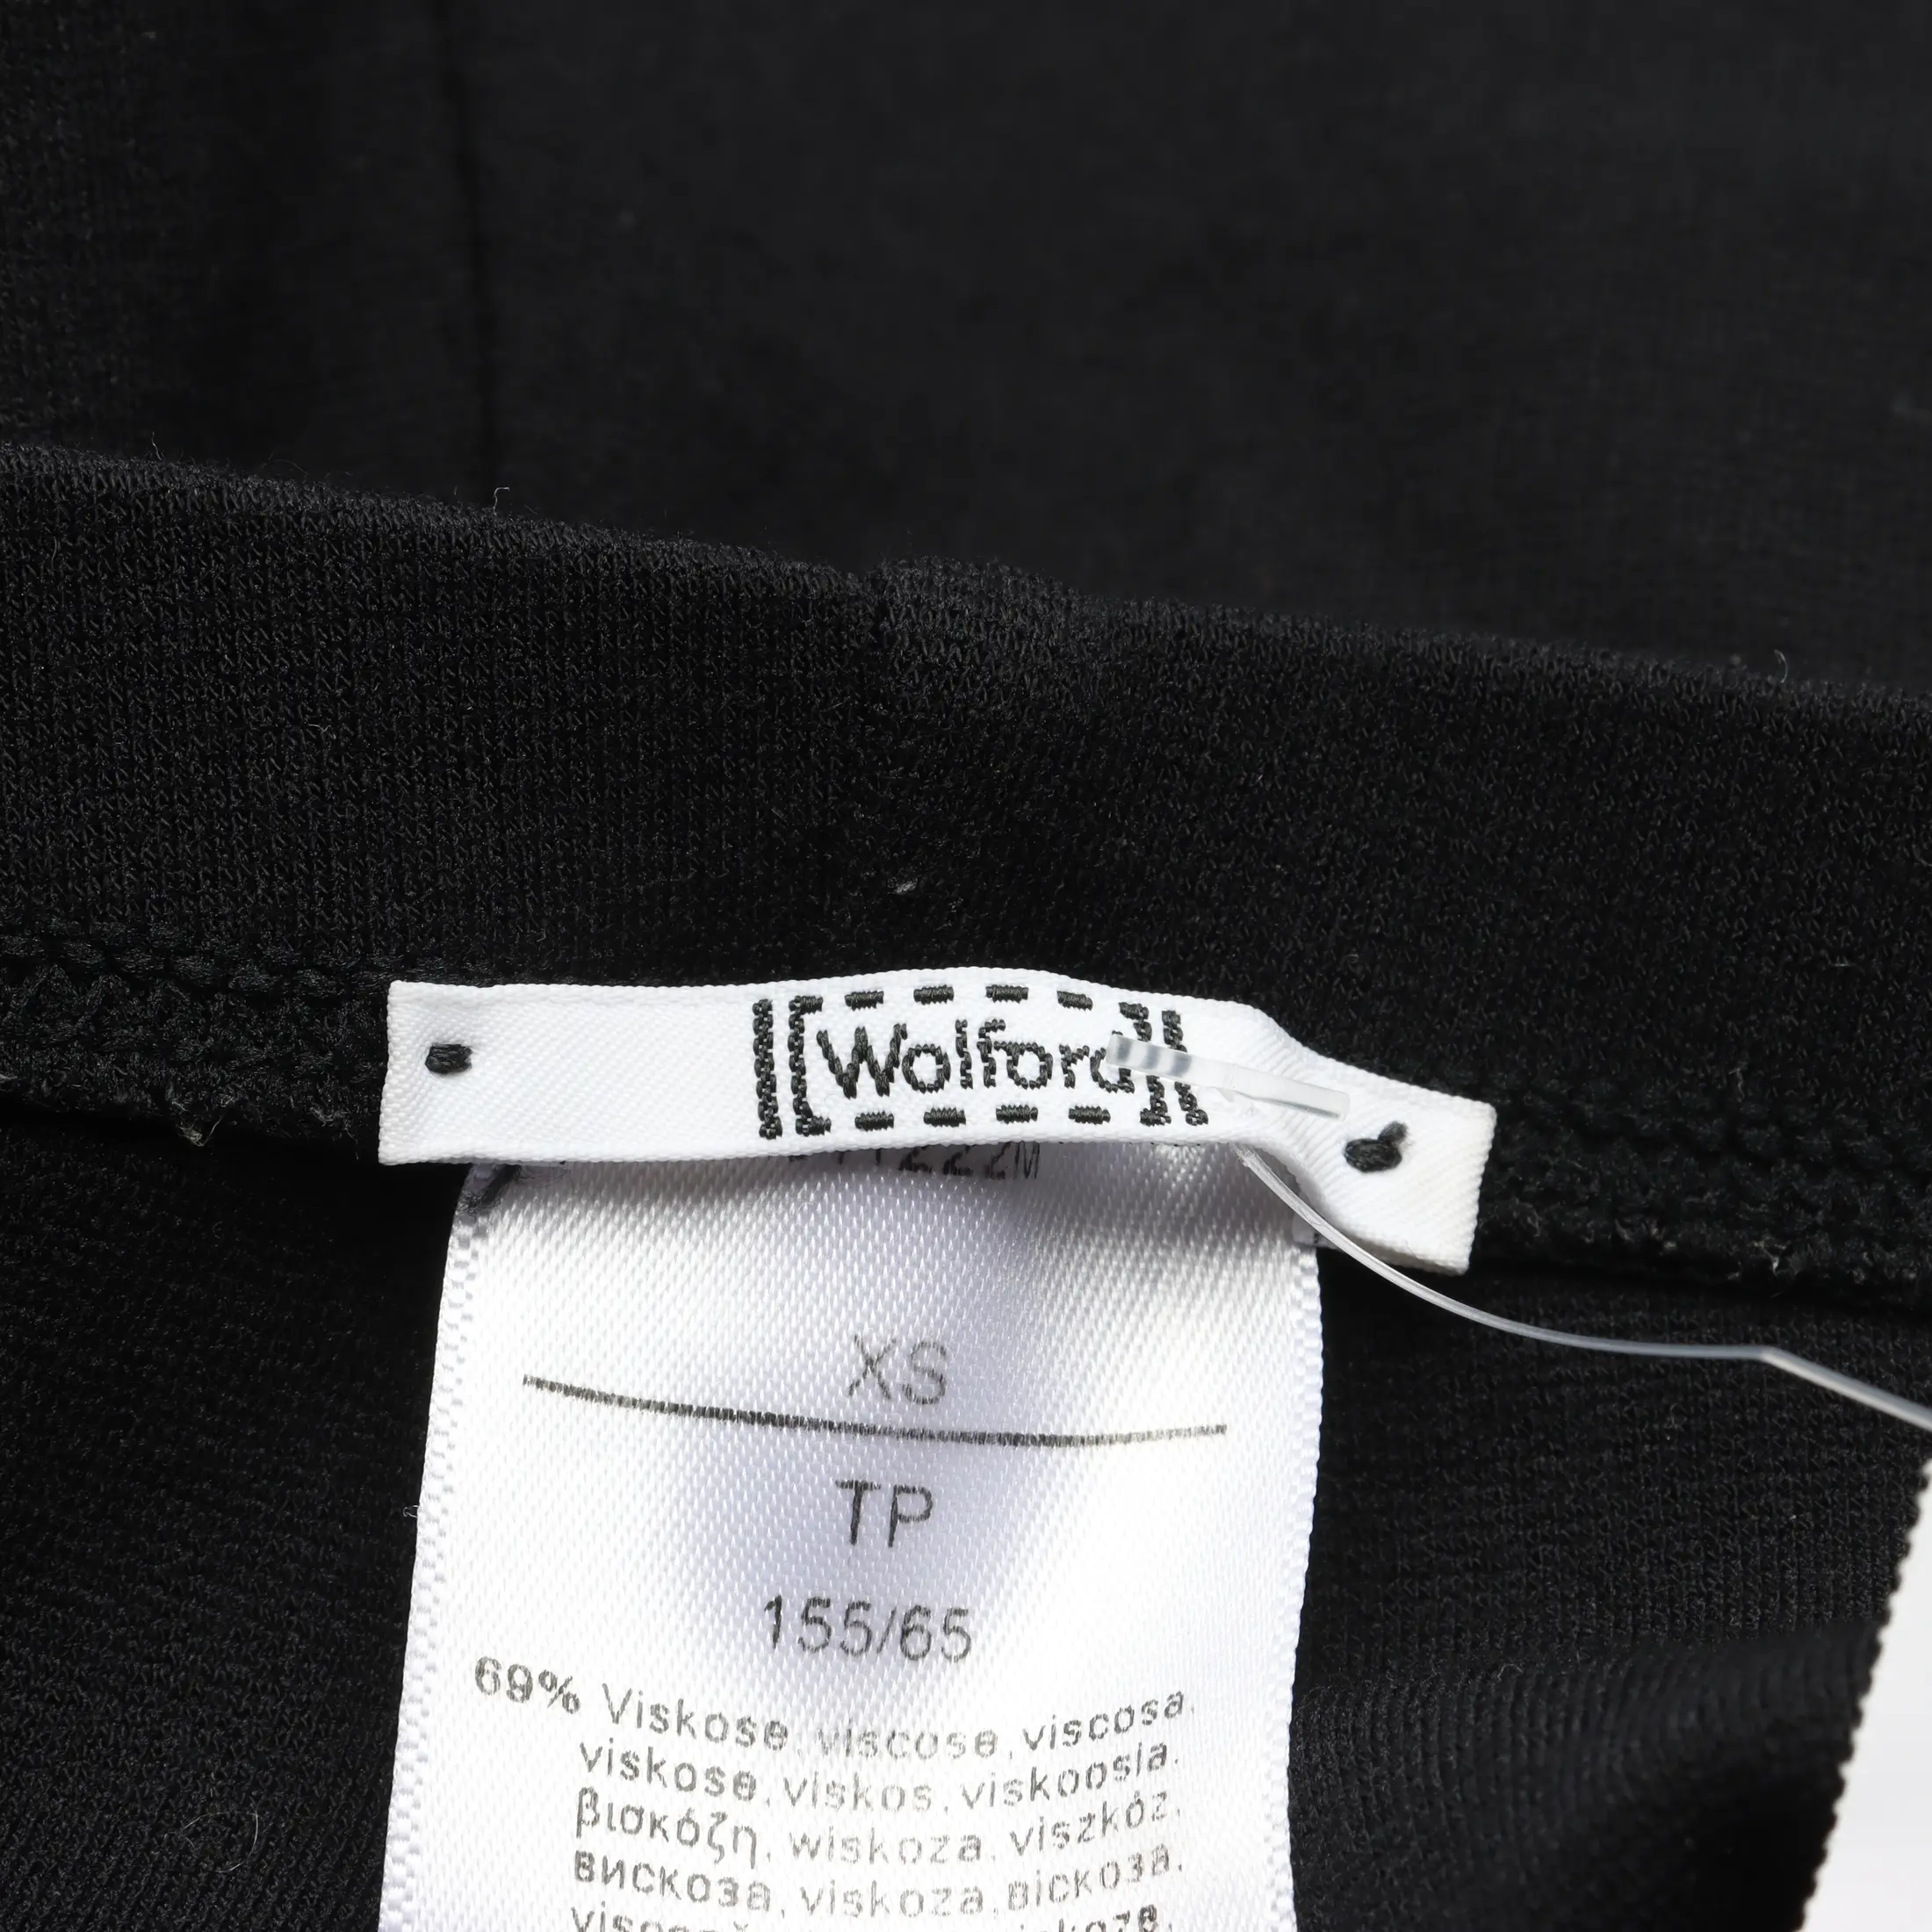 Wolford
XS
TP
155/65
69% Viskose, viscose, viscosa,
viskose, viskos, viskoosia,
βισκόζη, wiskoza, viszkóz,
вискоза, viskoza, віскоза,